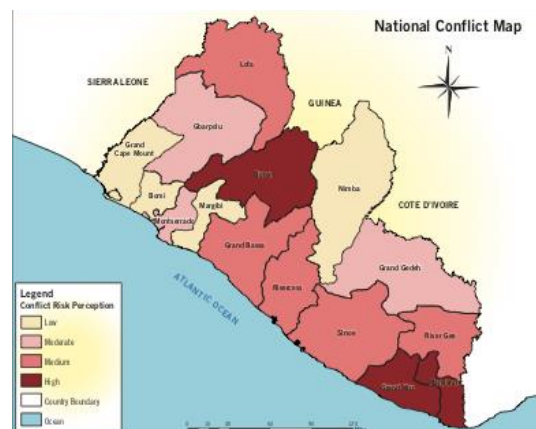 National Conflict Map
N
SIERRA LEONE
Lofa
GUINEA
Gbarpolu
Grand
Cape Mount
Bong
Bomi
Margibi
Nimba
Montserrado
COTE D'IVOIRE
Grand Bassa
Grand Gedeh
ATLANTIC OCEAN
Rivercess
Sinoe
River Gee
Legend
Conflict Risk Perception
Low
Moderate
Medium
High
Country Boundary
Ocean